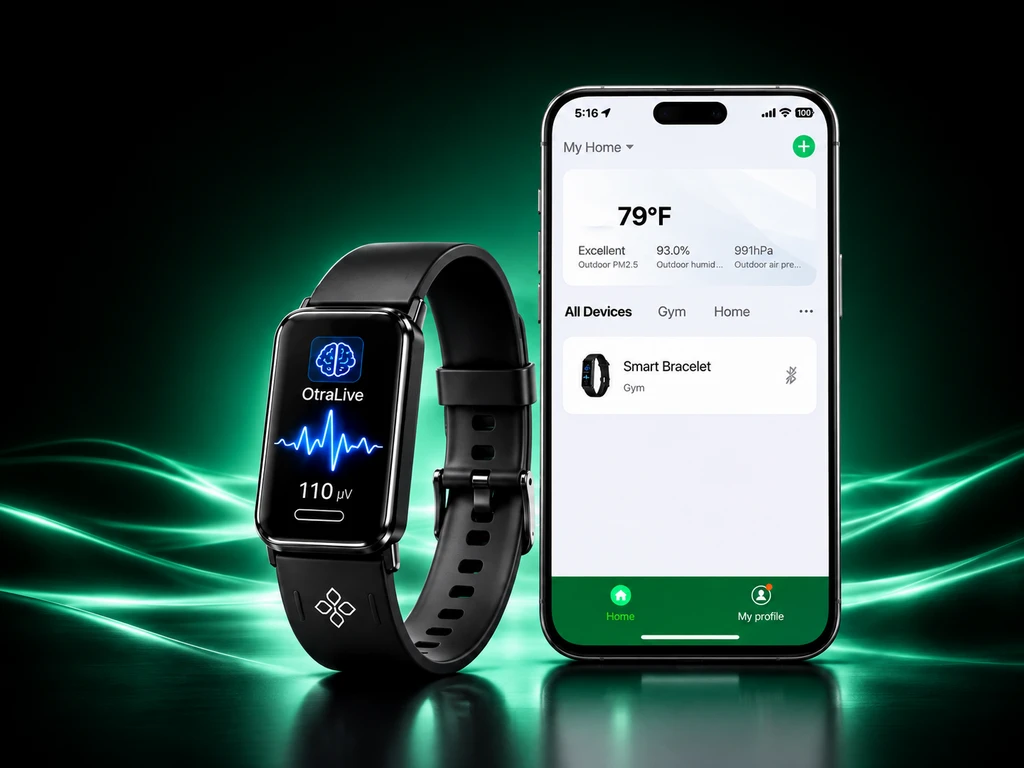 OtraLive
110 µV
5:16
100
My Home
79°F
Excellent 93.0% 991hPa
Outdoor PM2.5 Outdoor humid... Outdoor air pre...
All Devices Gym Home
Smart Bracelet
Gym
Home My profile